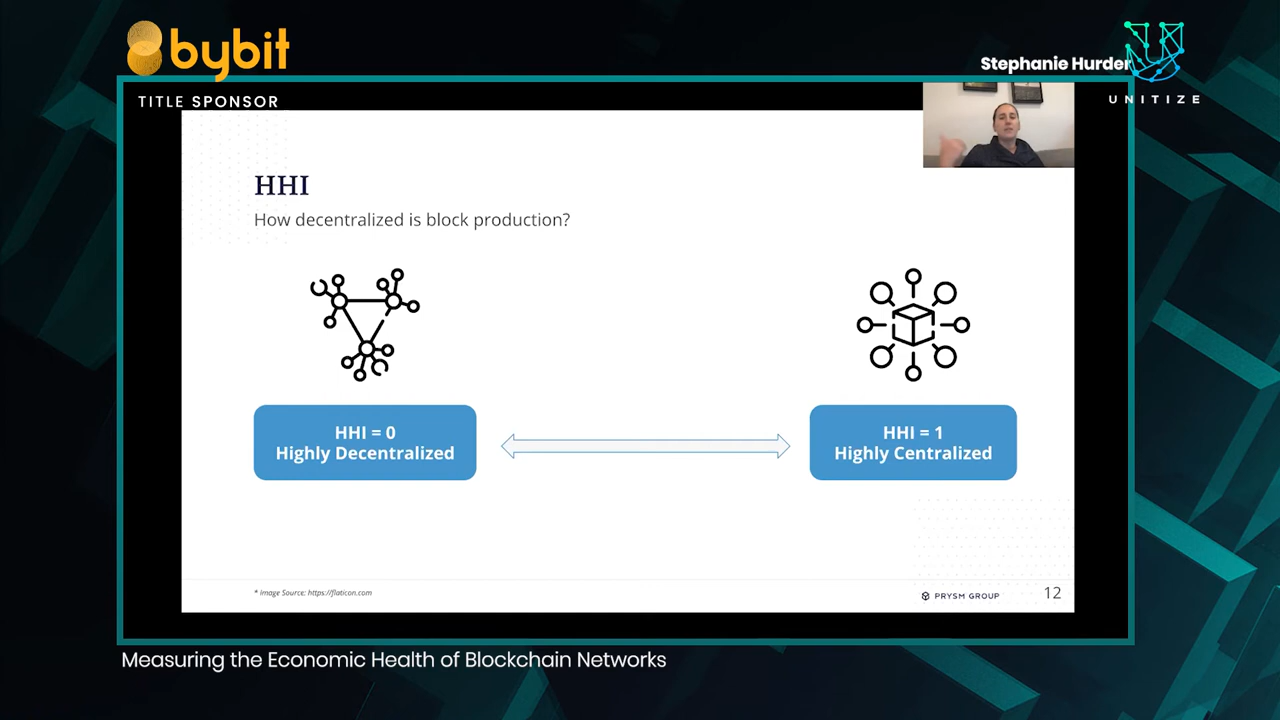 bybit
Stephanie Hurder
TITLE SPONSOR
UNITIZE
HHI
How decentralized is block production?
HHI = 0
Highly Decentralized
HHI = 1
Highly Centralized
* Image Source: https://flaticon.com
PRYSM GROUP
12
Measuring the Economic Health of Blockchain Networks